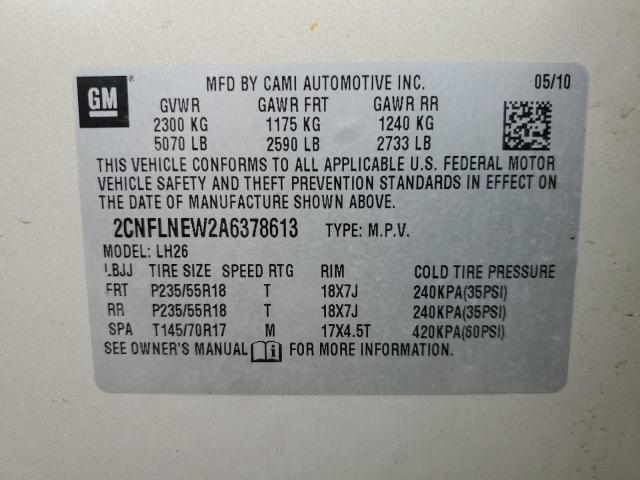 GM
MFD BY CAMI AUTOMOTIVE INC. 05/10
GVWR GAWR FRT GAWR RR
2300 KG 1175 KG 1240 KG
5070 LB 2590 LB 2733 LB
THIS VEHICLE CONFORMS TO ALL APPLICABLE U.S. FEDERAL MOTOR
VEHICLE SAFETY AND THEFT PREVENTION STANDARDS IN EFFECT ON
THE DATE OF MANUFACTURE SHOWN ABOVE.
2CNFLNEW2A6378613 TYPE: M.P.V.
MODEL: LH26
LBJJ TIRE SIZE SPEED RTG RIM COLD TIRE PRESSURE
FRT P235/55R18 T 18X7J 240KPA(35PSI)
RR P235/55R18 T 18X7J 240KPA(35PSI)
SPA T145/70R17 M 17X4.5T 420KPA(60PSI)
SEE OWNER'S MANUAL i FOR MORE INFORMATION.